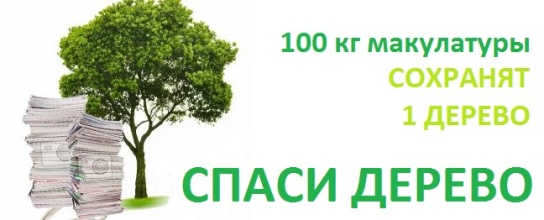 100 кг макулатуры
СОХРАНЯТ
1 ДЕРЕВО
СПАСИ ДЕРЕВО